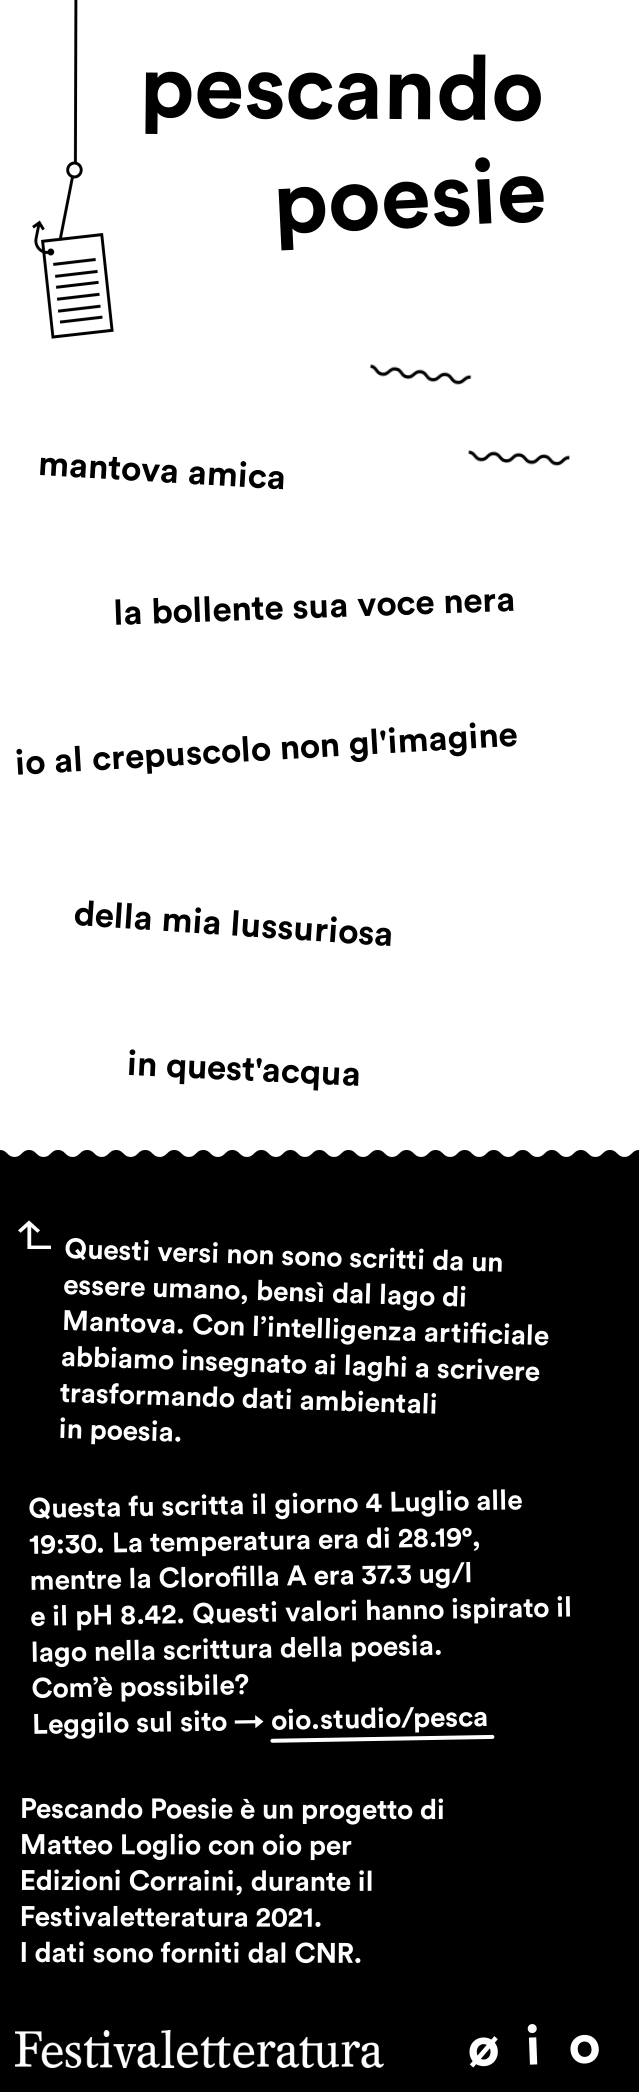 pescando
poesie
mantova amica
la bollente sua voce nera
io al crepuscolo non gl'imagine
della mia lussuriosa
in quest'acqua
Questi versi non sono scritti da un
essere umano, bensì dal lago di
Mantova. Con l’intelligenza artificiale
abbiamo insegnato ai laghi a scrivere
trasformando dati ambientali
in poesia.
Questa fu scritta il giorno 4 Luglio alle
19:30. La temperatura era di 28.19°,
mentre la Clorofilla A era 37.3 ug/l
e il pH 8.42. Questi valori hanno ispirato il
lago nella scrittura della poesia.
Com’è possibile?
Leggilo sul sito → oio.studio/pesca
Pescando Poesie è un progetto di
Matteo Loglio con oio per
Edizioni Corraini, durante il
Festivaletteratura 2021.
I dati sono forniti dal CNR.
Festivaletteratura ø i o